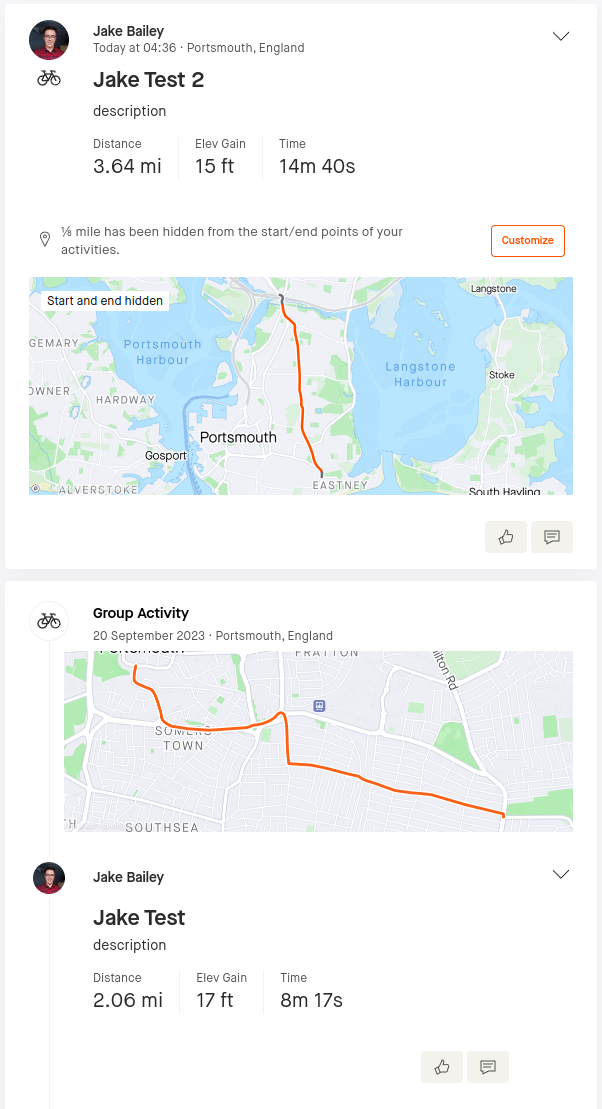 Jake Bailey
Today at 04:36 · Portsmouth, England
Jake Test 2
description
Distance Elev Gain Time
3.64 mi 15 ft 14m 40s
⅛ mile has been hidden from the start/end points of your
activities.
Customize
Start and end hidden
Langstone
GEMARY
Portsmouth
Harbour
Langstone
Harbour
Stoke
OWNER
HARDWAY
Portsmouth
Gosport
EASTNEY
ALVERSTOKE
South Hayling
Group Activity
20 September 2023 · Portsmouth, England
Portsmouth
FRATTON
ilton Rd
SOMERS
TOWN
TH
SOUTHSEA
Jake Bailey
Jake Test
description
Distance Elev Gain Time
2.06 mi 17 ft 8m 17s